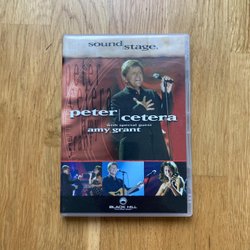 sound stage.
peter cetera
with special guest
amy grant
BLACK HILL